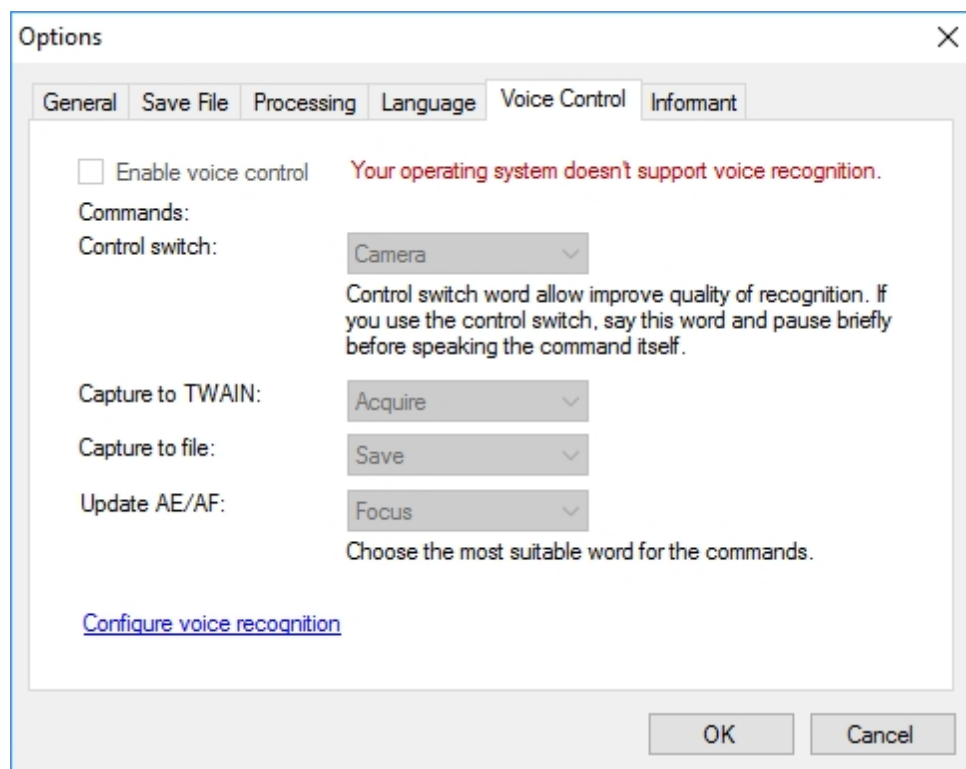 Options
General Save File Processing Language Voice Control Informant
Enable voice control Your operating system doesn't support voice recognition.
Commands:
Control switch: Camera
Control switch word allow improve quality of recognition. If
you use the control switch, say this word and pause briefly
before speaking the command itself.
Capture to TWAIN: Acquire
Capture to file: Save
Update AE/AF: Focus
Choose the most suitable word for the commands.
Configure voice recognition
OK Cancel